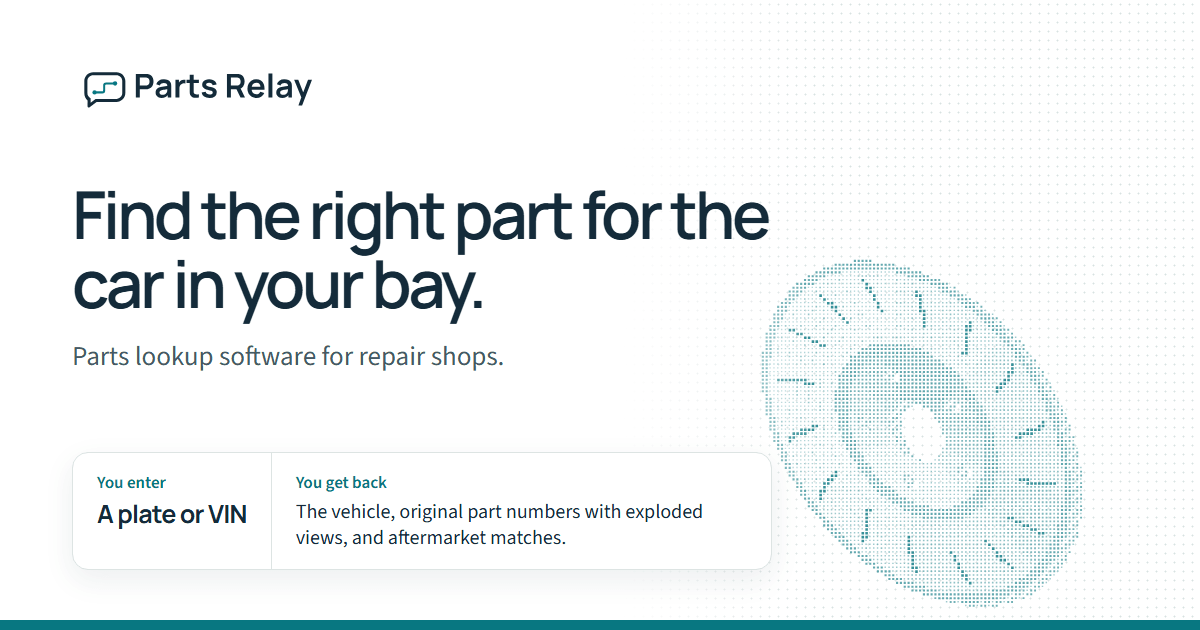 Parts Relay
Find the right part for the
car in your bay.
Parts lookup software for repair shops.
You enter
A plate or VIN
You get back
The vehicle, original part numbers with exploded
views, and aftermarket matches.